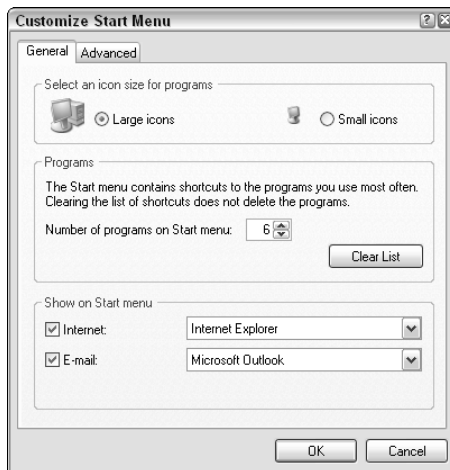 Customize Start Menu
General Advanced
Select an icon size for programs
Large icons Small icons
Programs
The Start menu contains shortcuts to the programs you use most often.
Clearing the list of shortcuts does not delete the programs.
Number of programs on Start menu: 6
Clear List
Show on Start menu
Internet: Internet Explorer
E-mail: Microsoft Outlook
OK Cancel